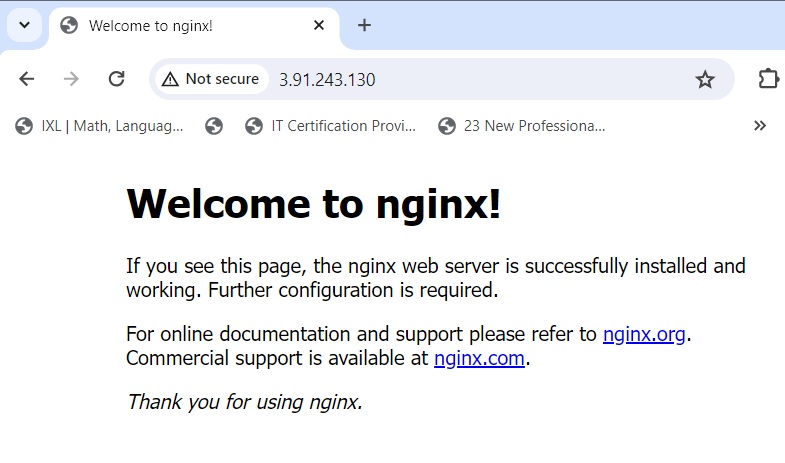 Welcome to nginx!
Not secure 3.91.243.130
IXL | Math, Languag... IT Certification Provi... 23 New Professiona...
Welcome to nginx!
If you see this page, the nginx web server is successfully installed and
working. Further configuration is required.
For online documentation and support please refer to nginx.org.
Commercial support is available at nginx.com.
Thank you for using nginx.